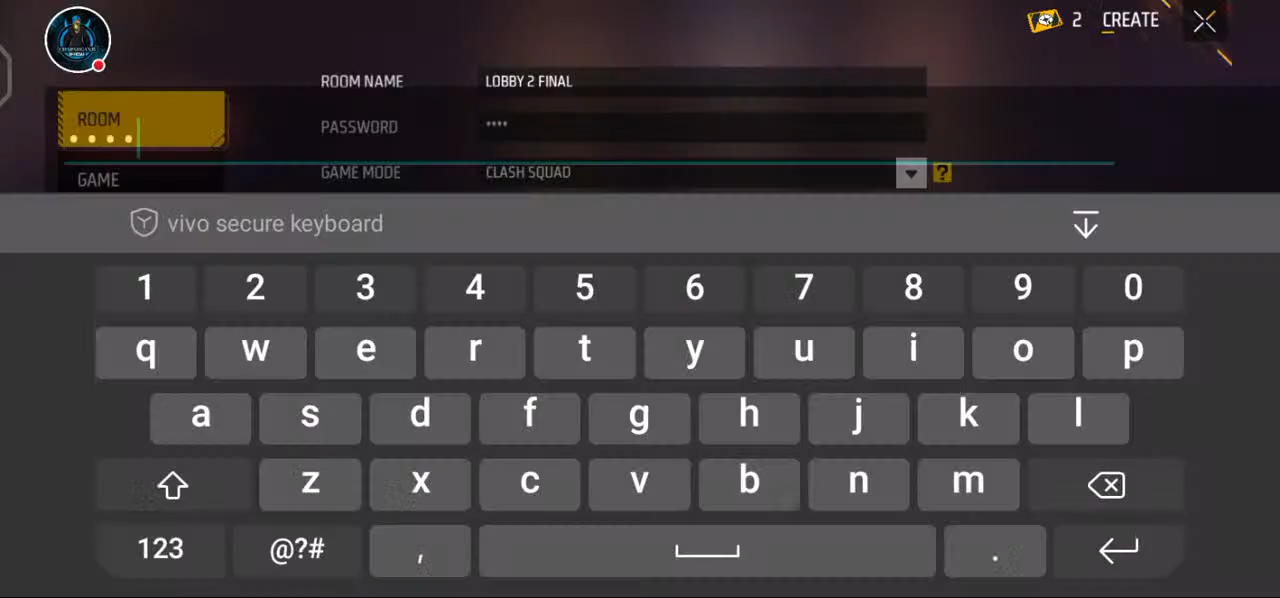 2 CREATE
ROOM NAME LOBBY 2 FINAL
ROOM
PASSWORD ****
GAME MODE CLASH SQUAD ?
GAME
vivo secure keyboard
1 2 3 4 5 6 7 8 9 0
q w e r t y u i o p
a s d f g h j k l
z x c v b n m
123 @?# , .